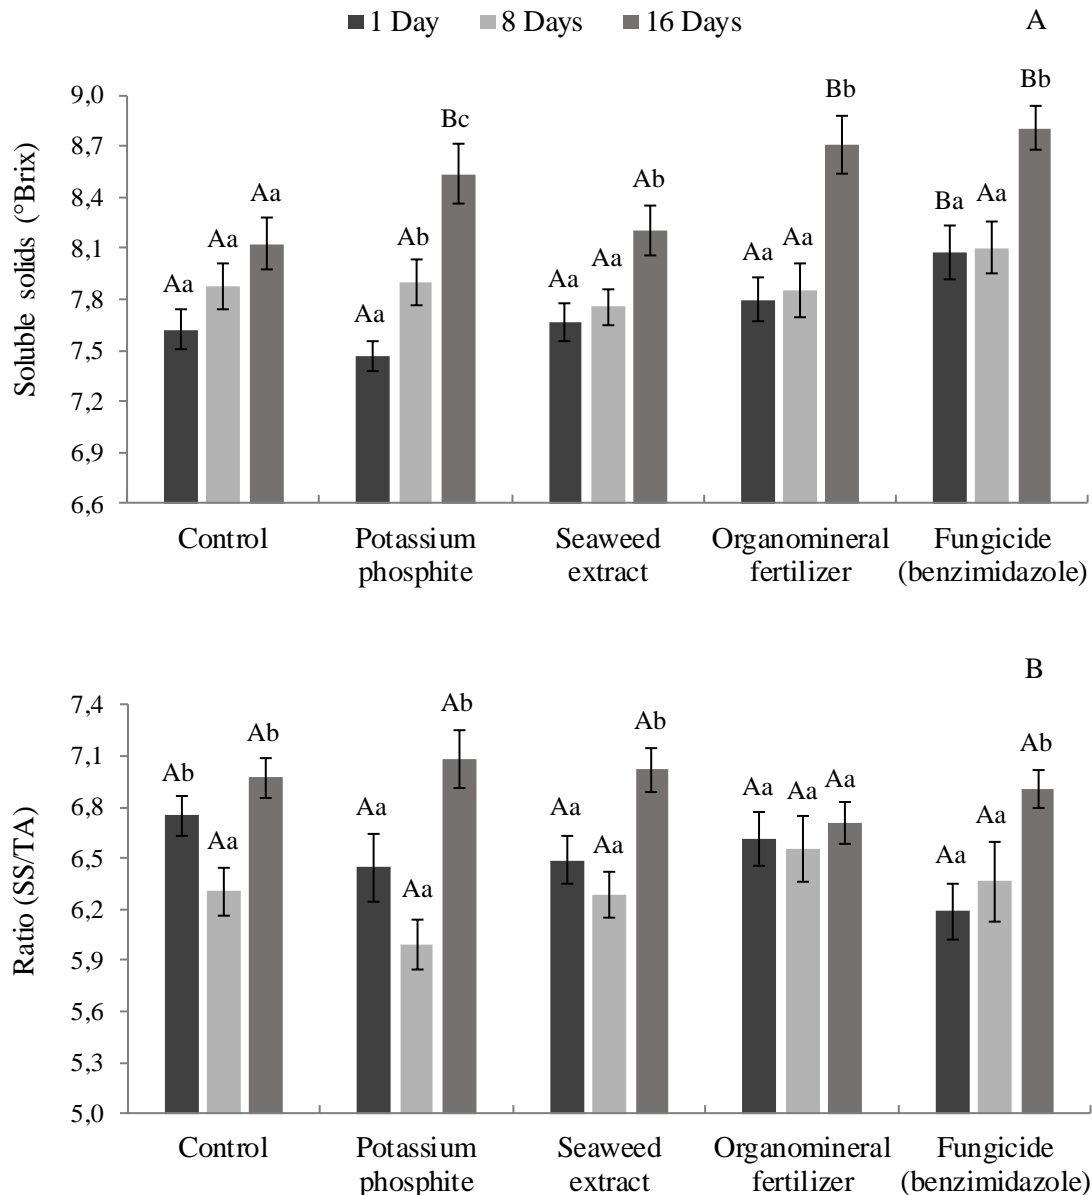 1 Day 8 Days 16 Days A
Soluble solids (°Brix)
9,0
8,7
8,4
8,1
7,8
7,5
7,2
6,9
6,6
Aa Aa Aa
Aa Ab Bc
Aa Aa Ab
Aa Aa Bb
Ba Aa Bb
Control
Potassium
phosphite
Seaweed
extract
Organomineral
fertilizer
Fungicide
(benzimidazole)
B
Ratio (SS/TA)
7,4
7,1
6,8
6,5
6,2
5,9
5,6
5,3
5,0
Ab Aa Ab
Aa Aa Ab
Aa Aa Ab
Aa Aa Aa
Aa Aa Ab
Control
Potassium
phosphite
Seaweed
extract
Organomineral
fertilizer
Fungicide
(benzimidazole)